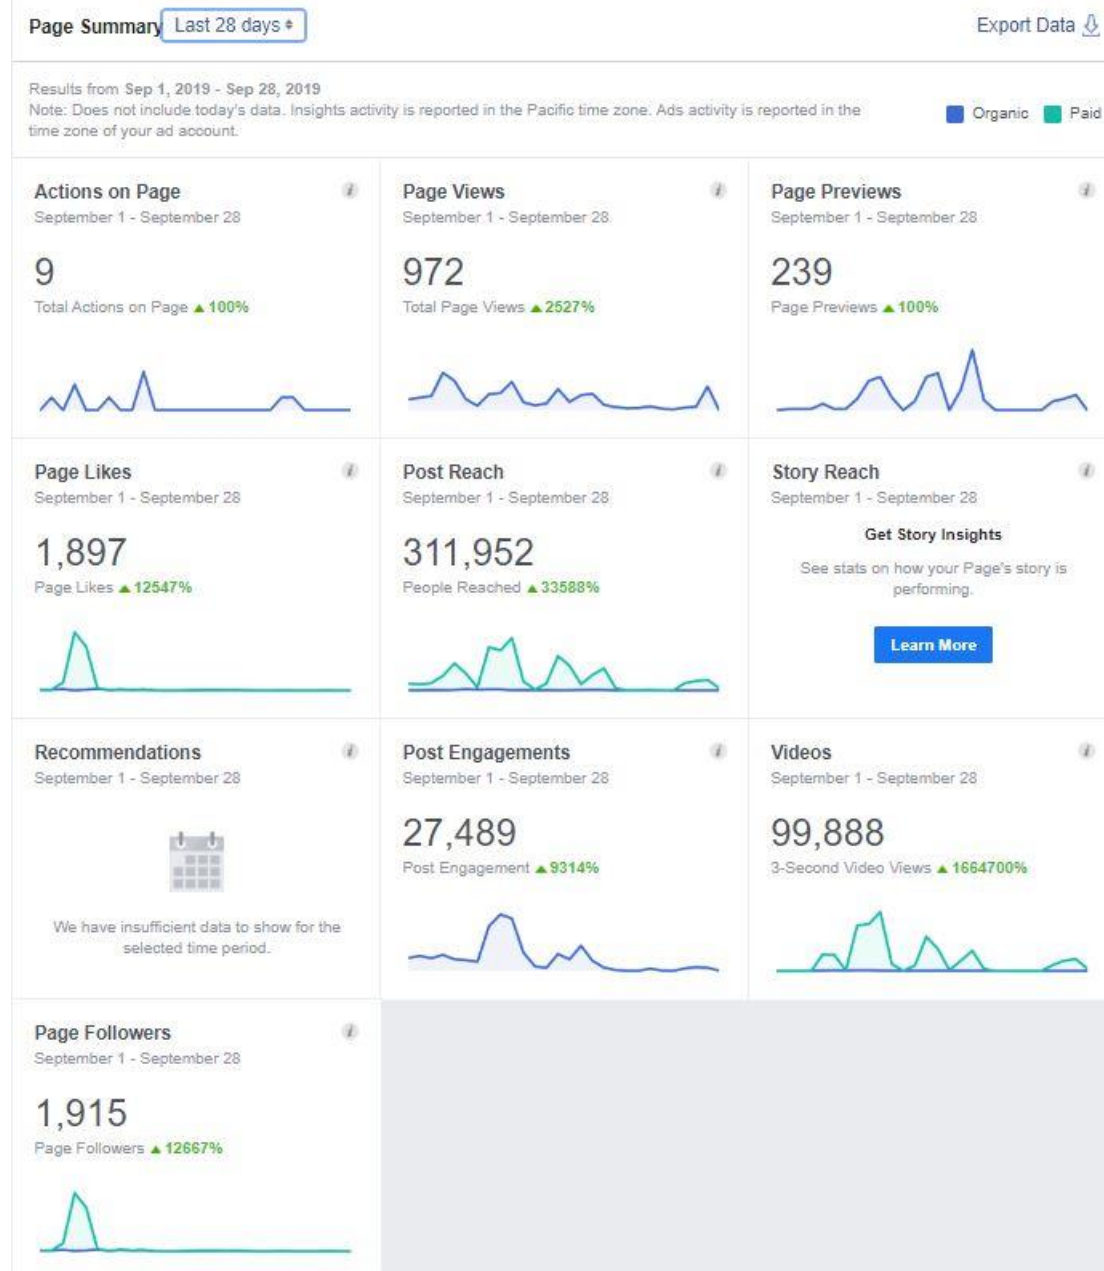 Page Summary Last 28 days
Export Data
Results from Sep 1, 2019 - Sep 28, 2019
Note: Does not include today's data. Insights activity is reported in the Pacific time zone. Ads activity is reported in the
time zone of your ad account.
Organic Paid
Actions on Page
September 1 - September 28
9
Total Actions on Page ▲ 100%
Page Views
September 1 - September 28
972
Total Page Views ▲ 2527%
Page Previews
September 1 - September 28
239
Page Previews ▲ 100%
Page Likes
September 1 - September 28
1,897
Page Likes ▲ 12547%
Post Reach
September 1 - September 28
311,952
People Reached ▲ 33588%
Story Reach
September 1 - September 28
Get Story Insights
See stats on how your Page's story is
performing.
Learn More
Recommendations
September 1 - September 28
We have insufficient data to show for the
selected time period.
Post Engagements
September 1 - September 28
27,489
Post Engagement ▲ 9314%
Videos
September 1 - September 28
99,888
3-Second Video Views ▲ 1664700%
Page Followers
September 1 - September 28
1,915
Page Followers ▲ 12667%